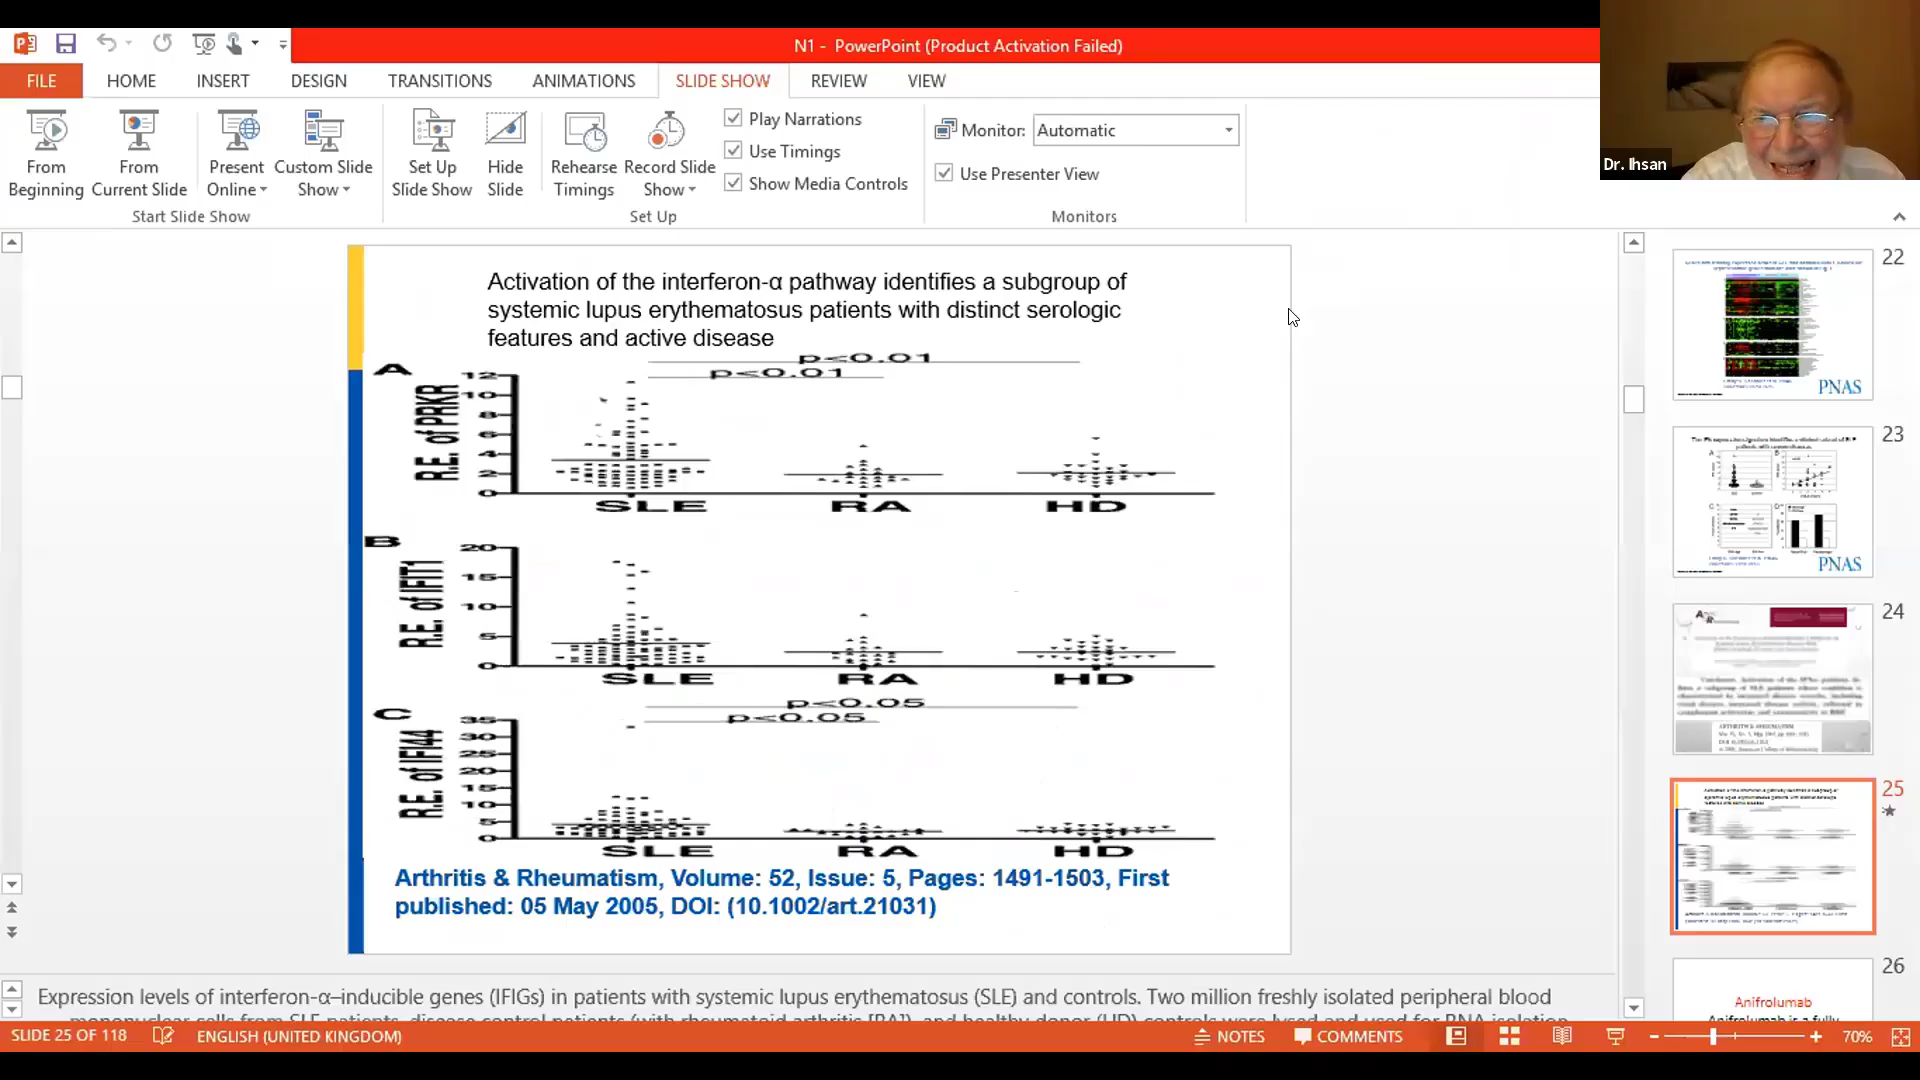 N1 - PowerPoint (Product Activation Failed)
FILE HOME INSERT DESIGN TRANSITIONS ANIMATIONS SLIDE SHOW REVIEW VIEW
From Beginning
From Current Slide
Present Online
Custom Slide Show
Start Slide Show
Set Up Slide Show
Hide Slide
Rehearse Timings
Record Slide Show
Play Narrations
Use Timings
Show Media Controls
Set Up
Monitor: Automatic
Use Presenter View
Monitors
Dr. Ihsan
Activation of the interferon-α pathway identifies a subgroup of
systemic lupus erythematosus patients with distinct serologic
features and active disease
A
p<0.01
p<0.01
R.E. of PRKR
12
10
8
6
4
2
0
SLE RA HD
B
R.E. of IFIT1
20
15
10
5
0
SLE RA HD
C
p<0.05
p<0.05
R.E. of IFI44
35
30
25
20
15
10
5
0
SLE RA HD
Arthritis & Rheumatism, Volume: 52, Issue: 5, Pages: 1491-1503, First
published: 05 May 2005, DOI: (10.1002/art.21031)
22
PNAS
23
PNAS
24
25
26
Anifrolumab
Anifrolumab is a fully
Expression levels of interferon-α–inducible genes (IFIGs) in patients with systemic lupus erythematosus (SLE) and controls. Two million freshly isolated peripheral blood
mononuclear cells from SLE patients, disease control patients (with rheumatoid arthritis [RA]), and healthy donor (HD) controls were lysed and used for RNA isolation
SLIDE 25 OF 118 ENGLISH (UNITED KINGDOM) NOTES COMMENTS 70%